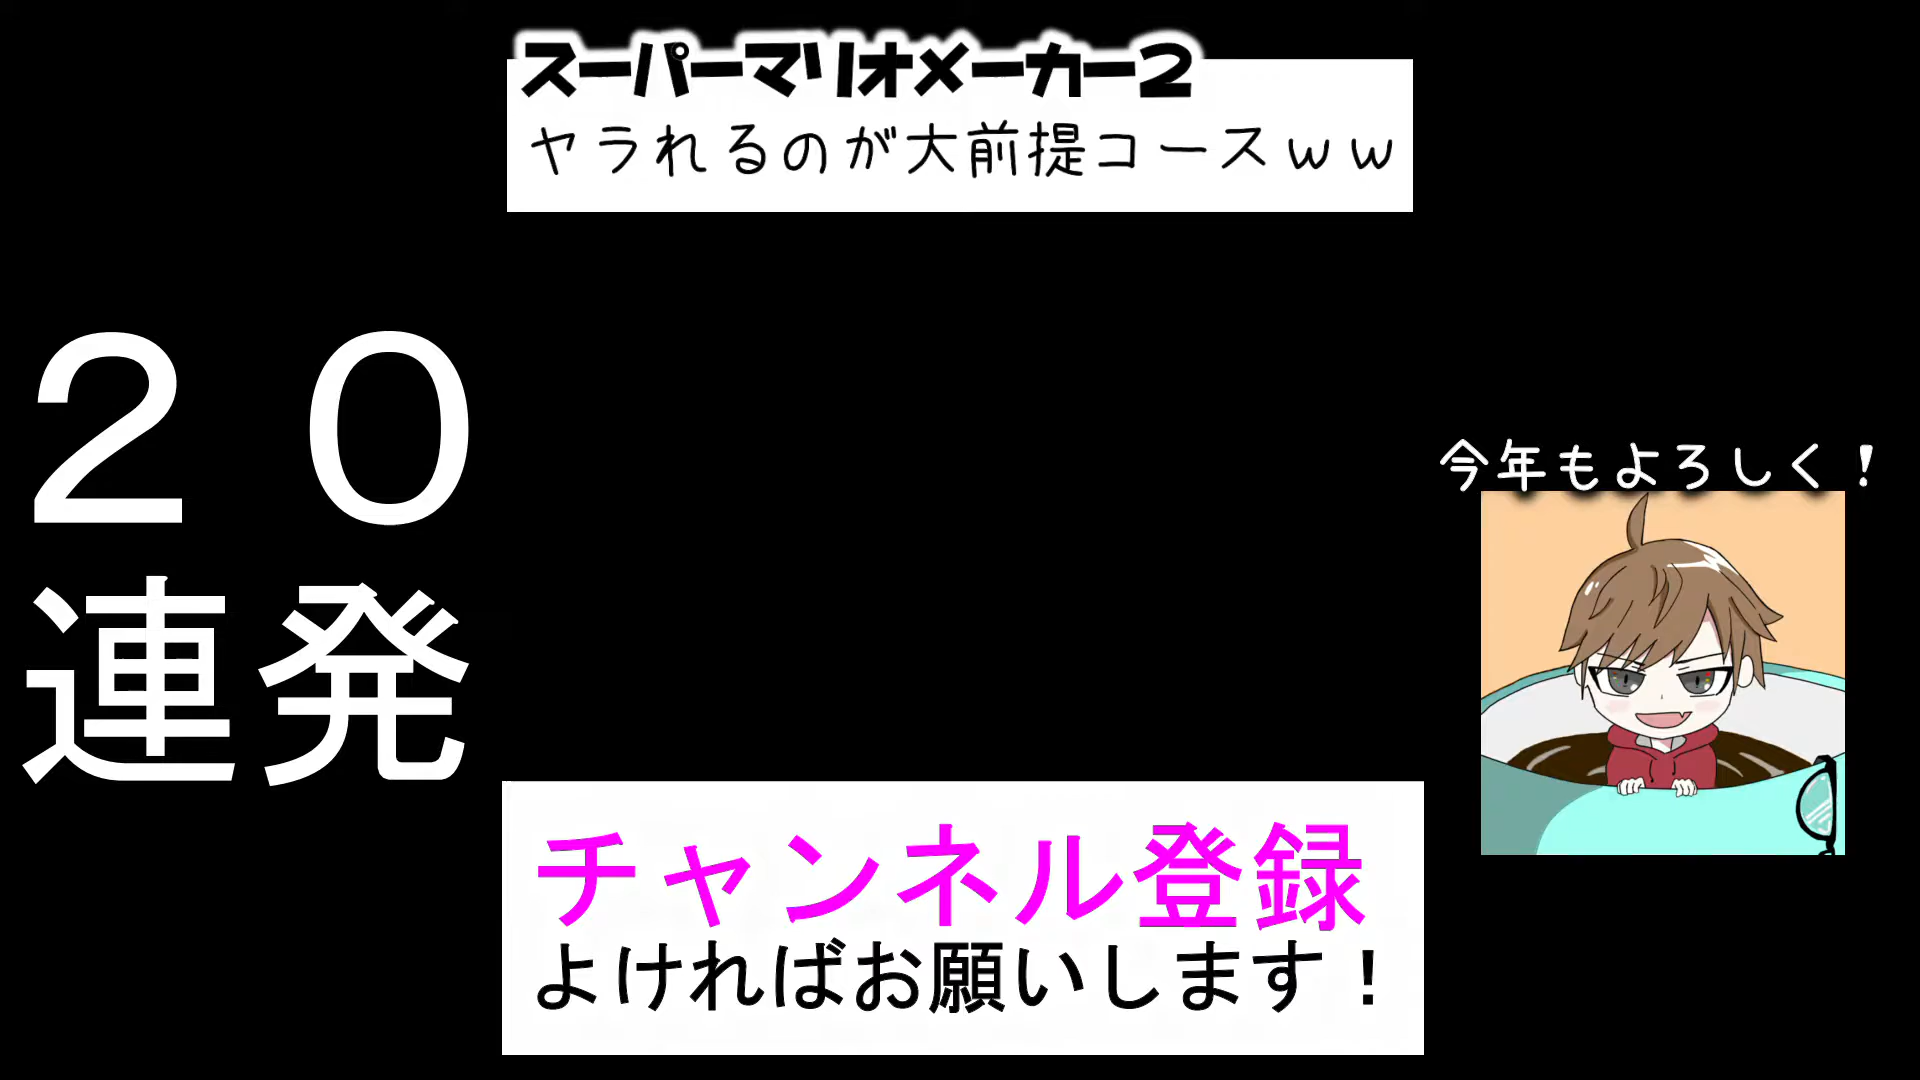 スーパーマリオメーカー2
ヤラれるのが大前提コースｗｗ
２０
連発
今年もよろしく！
チャンネル登録
よければお願いします！